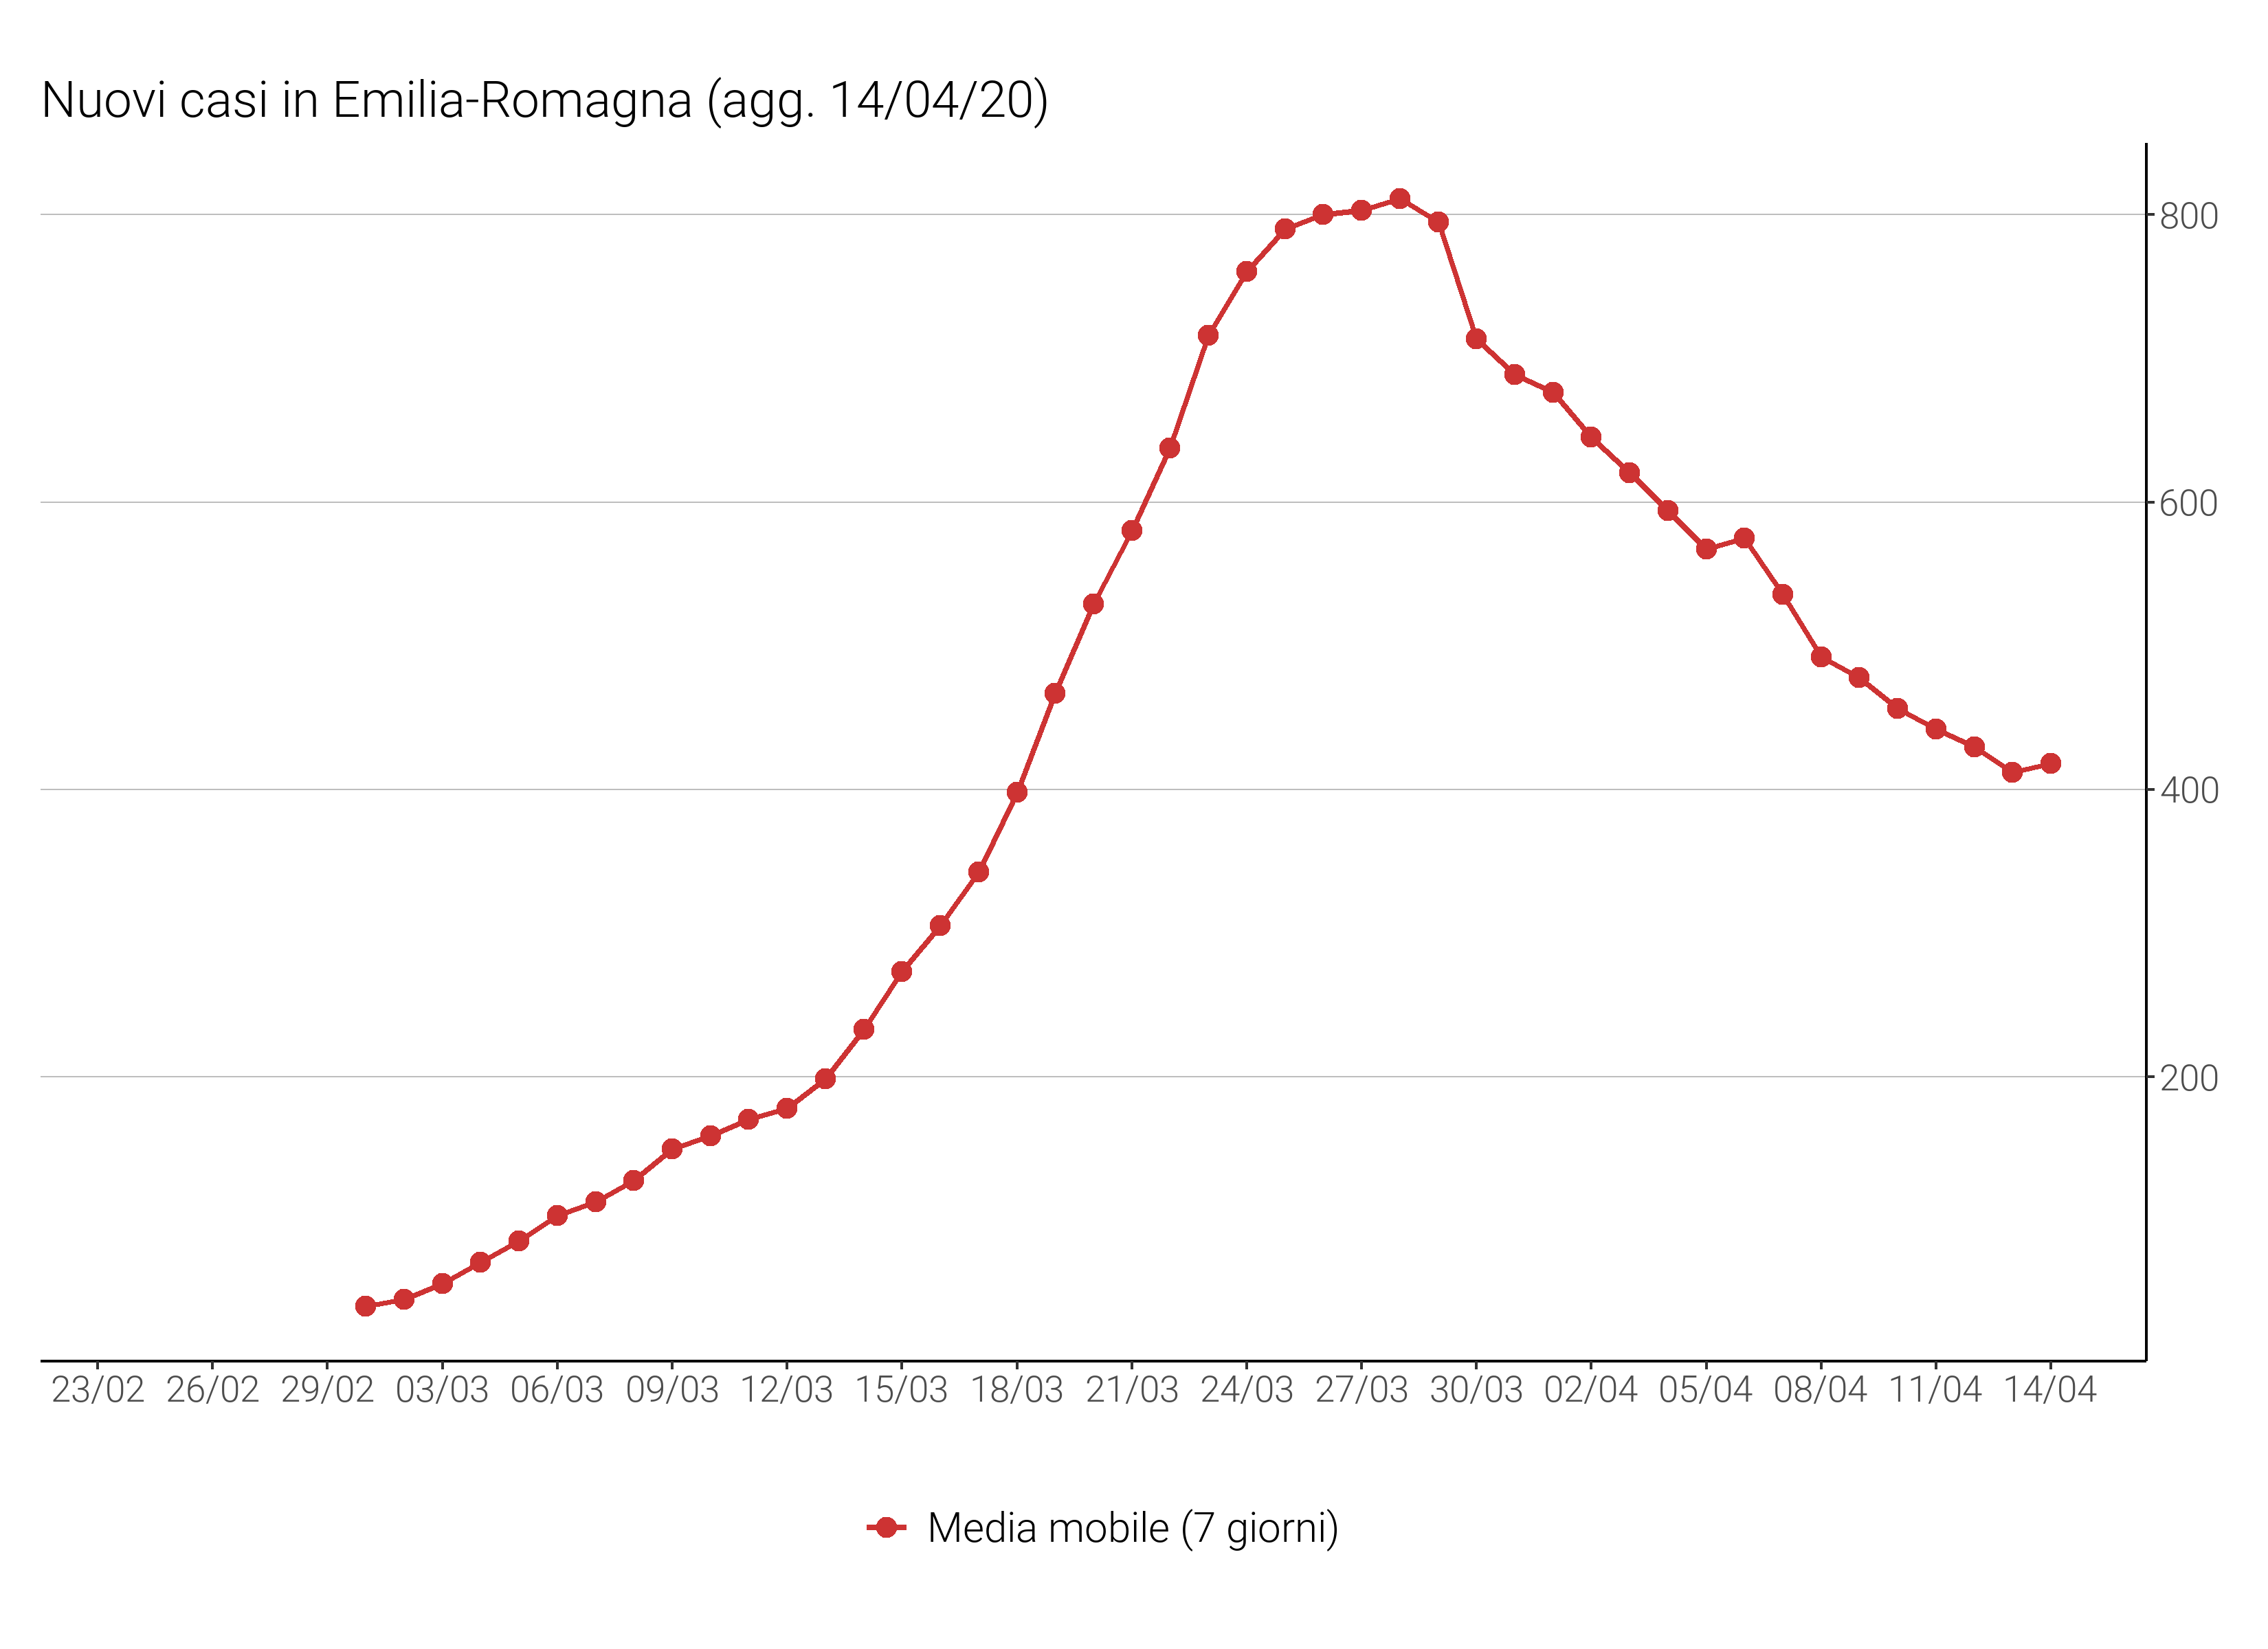 Nuovi casi in Emilia-Romagna (agg. 14/04/20)
800
600
400
200
23/02 26/02 29/02 03/03 06/03 09/03 12/03 15/03 18/03 21/03 24/03 27/03 30/03 02/04 05/04 08/04 11/04 14/04
Media mobile (7 giorni)